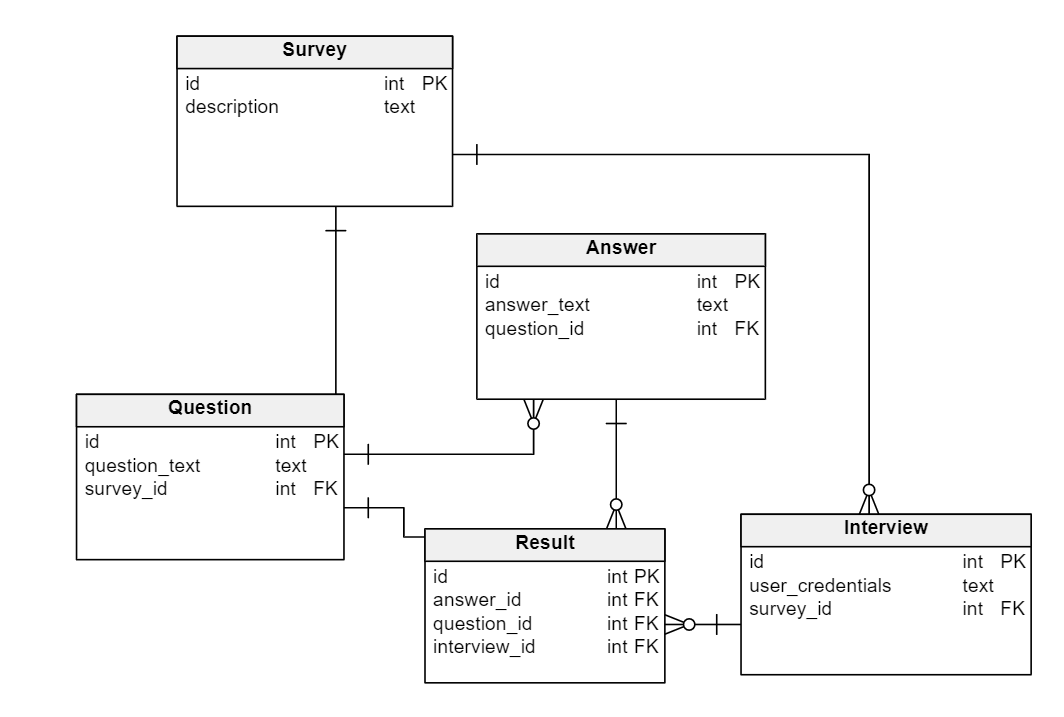 Survey
id int PK
description text
Answer
id int PK
answer_text text
question_id int FK
Question
id int PK
question_text text
survey_id int FK
Result
id int PK
answer_id int FK
question_id int FK
interview_id int FK
Interview
id int PK
user_credentials text
survey_id int FK